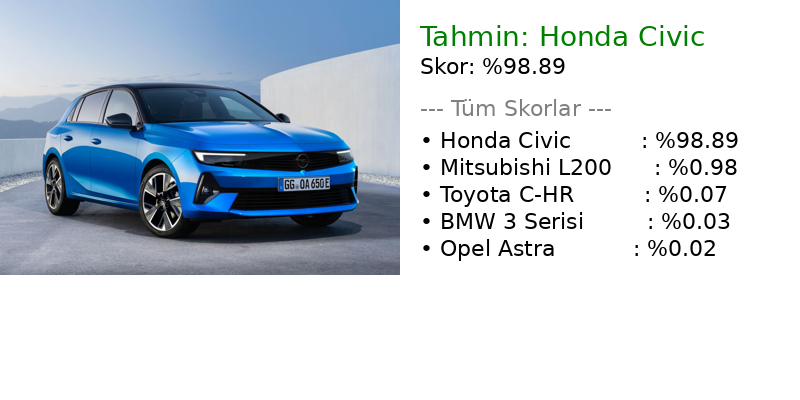 Tahmin: Honda Civic
Skor: %98.89
--- Tüm Skorlar ---
• Honda Civic : %98.89
• Mitsubishi L200 : %0.98
• Toyota C-HR : %0.07
• BMW 3 Serisi : %0.03
• Opel Astra : %0.02
GG OA 650 E